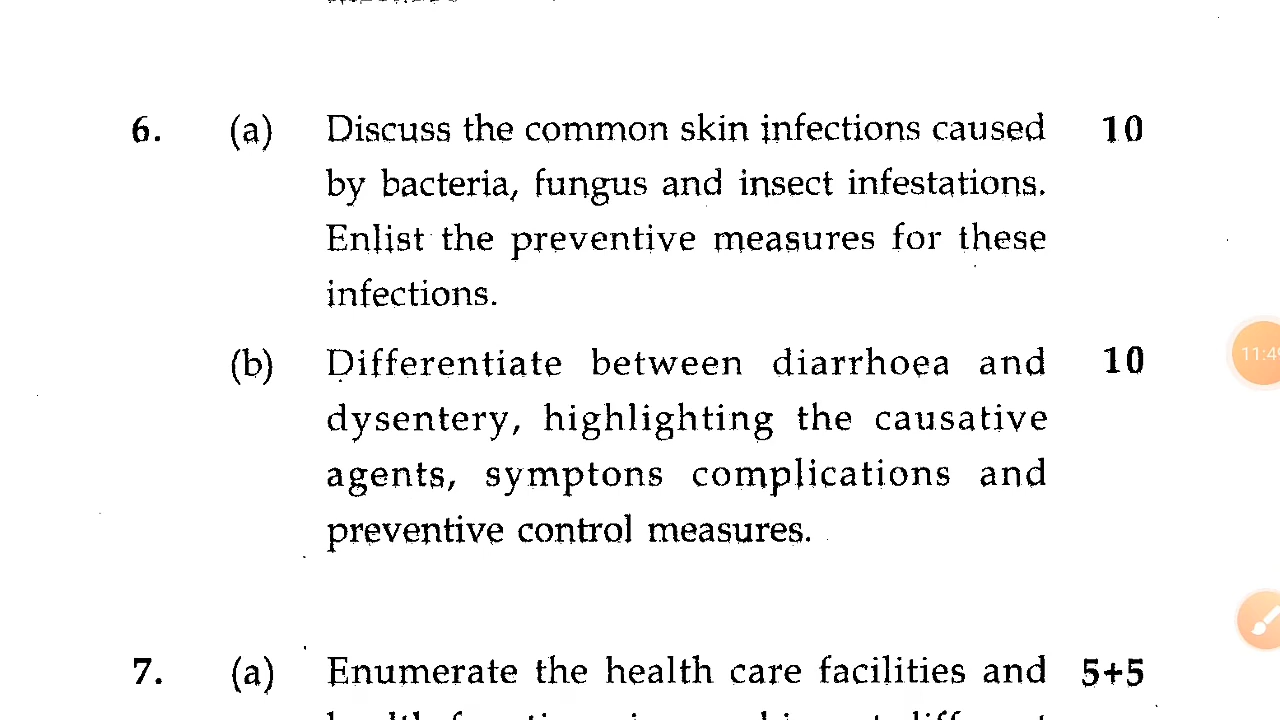 6. (a) Discuss the common skin infections caused 10
by bacteria, fungus and insect infestations.
Enlist the preventive measures for these
infections.
(b) Differentiate between diarrhoea and 10
dysentery, highlighting the causative
agents, symptons complications and
preventive control measures.
11:49
7. (a) Enumerate the health care facilities and 5+5